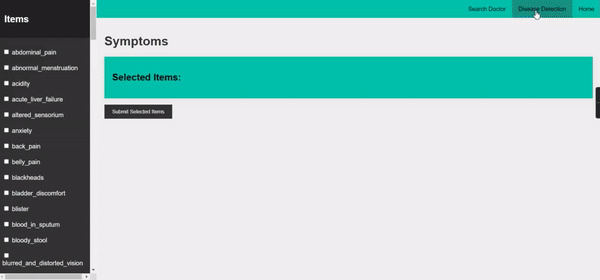 Search Doctor Disease Detection Home
Items
abdominal_pain
abnormal_menstruation
acidity
acute_liver_failure
altered_sensorium
anxiety
back_pain
belly_pain
blackheads
bladder_discomfort
blister
blood_in_sputum
bloody_stool
blurred_and_distorted_vision
Symptoms
Selected Items:
Submit Selected Items